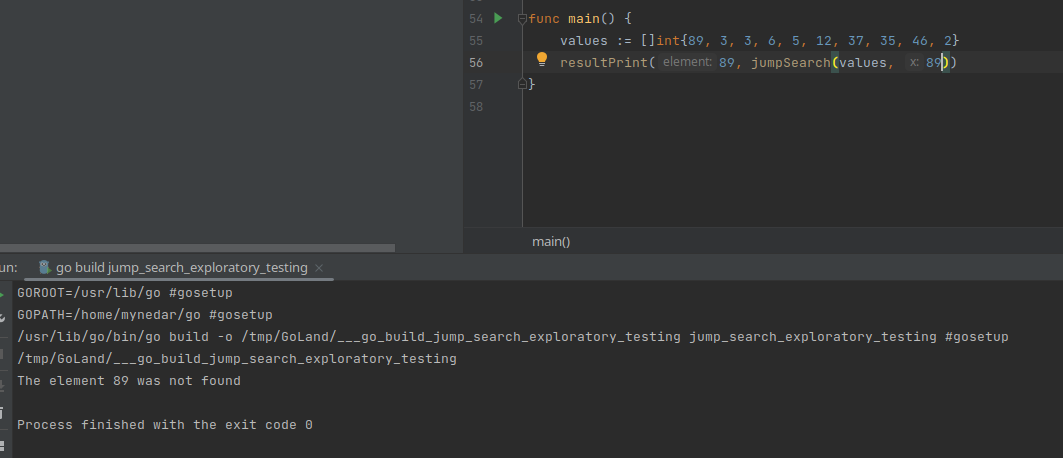 54 func main() {
55 values := []int{89, 3, 3, 6, 5, 12, 37, 35, 46, 2}
56 resultPrint( element: 89, jumpSearch(values, x: 89))
57 }
58
main()
un: go build jump_search_exploratory_testing ×
GOROOT=/usr/lib/go #gosetup
GOPATH=/home/mynedar/go #gosetup
/usr/lib/go/bin/go build -o /tmp/GoLand/___go_build_jump_search_exploratory_testing jump_search_exploratory_testing #gosetup
/tmp/GoLand/___go_build_jump_search_exploratory_testing
The element 89 was not found
Process finished with the exit code 0